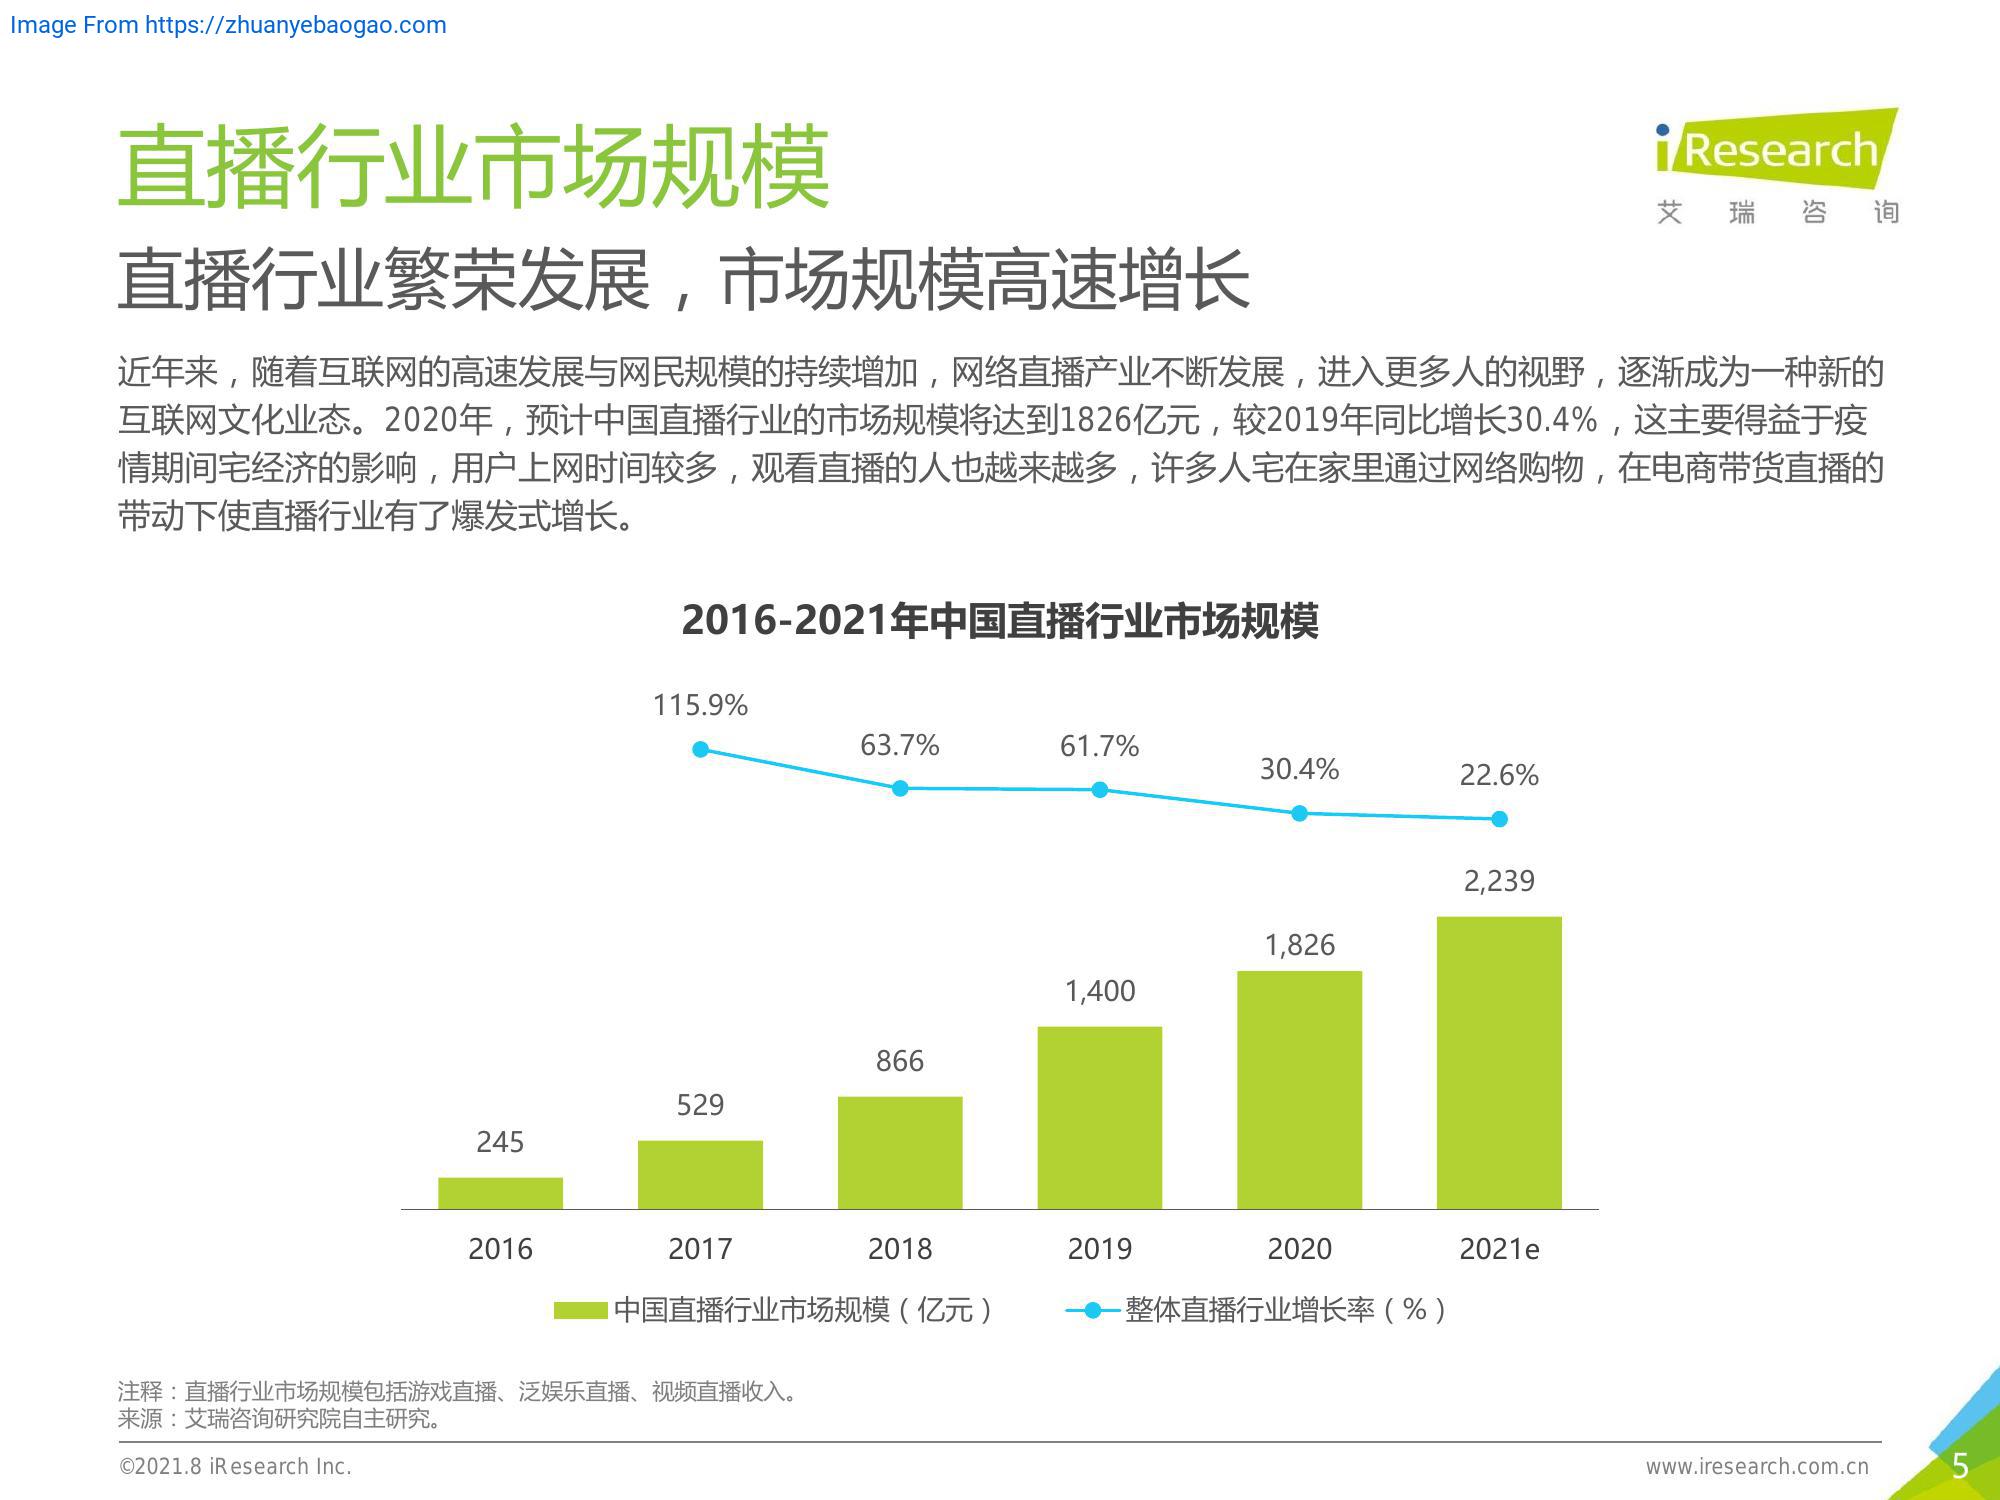 Image From https://zhuanyebaogao.com
直播行业市场规模
iResearch
艾瑞咨询
直播行业繁荣发展，市场规模高速增长
近年来，随着互联网的高速发展与网民规模的持续增加，网络直播产业不断发展，进入更多人的视野，逐渐成为一种新的
互联网文化业态。2020年，预计中国直播行业的市场规模将达到1826亿元，较2019年同比增长30.4%，这主要得益于疫
情期间宅经济的影响，用户上网时间较多，观看直播的人也越来越多，许多人宅在家里通过网络购物，在电商带货直播的
带动下使直播行业有了爆发式增长。
2016-2021年中国直播行业市场规模
115.9%
63.7%
61.7%
30.4%
22.6%
245
529
866
1,400
1,826
2,239
2016
2017
2018
2019
2020
2021e
中国直播行业市场规模（亿元）
整体直播行业增长率（%）
注释：直播行业市场规模包括游戏直播、泛娱乐直播、视频直播收入。
来源：艾瑞咨询研究院自主研究。
©2021.8 iResearch Inc.
www.iresearch.com.cn
5